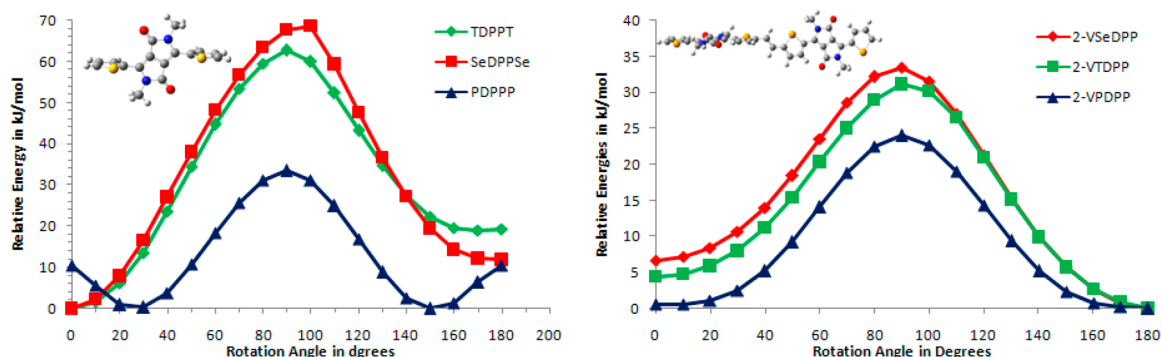 Relative Energy in kJ/mol
70
60
50
40
30
20
10
0
0 20 40 60 80 100 120 140 160 180 200
Rotation Angle in dgrees
TDPPT
SeDPPSe
PDPPP
Relative Energies in kJ/mol
40
35
30
25
20
15
10
5
0
0 20 40 60 80 100 120 140 160 180
Rotation Angle in Degrees
2-VSeDPP
2-VTDPP
2-VPDPP